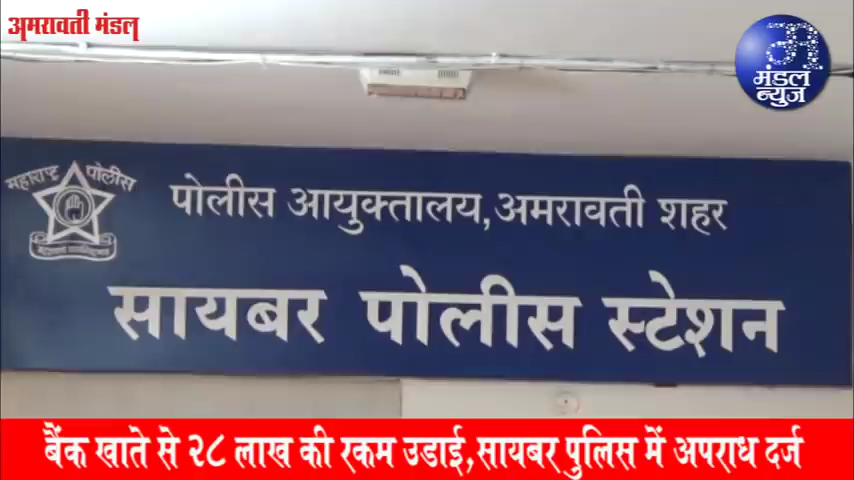 अमरावती मंडल
मंडल
न्युज
महाराष्ट्र पोलीस
पोलीस आयुक्तालय,अमरावती शहर
सायबर पोलीस स्टेशन
बैंक खाते से २८ लाख की रकम उडाई,सायबर पुलिस में अपराध दर्ज